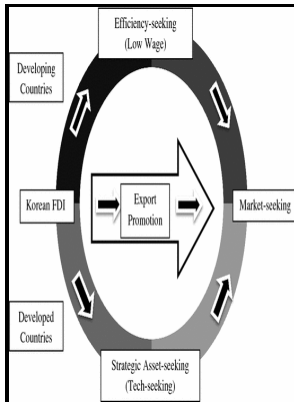 Efficiency-seeking
(Low Wage)
Developing
Countries
Korean FDI
Export
Promotion
Market-seeking
Developed
Countries
Strategic Asset-seeking
(Tech-seeking)